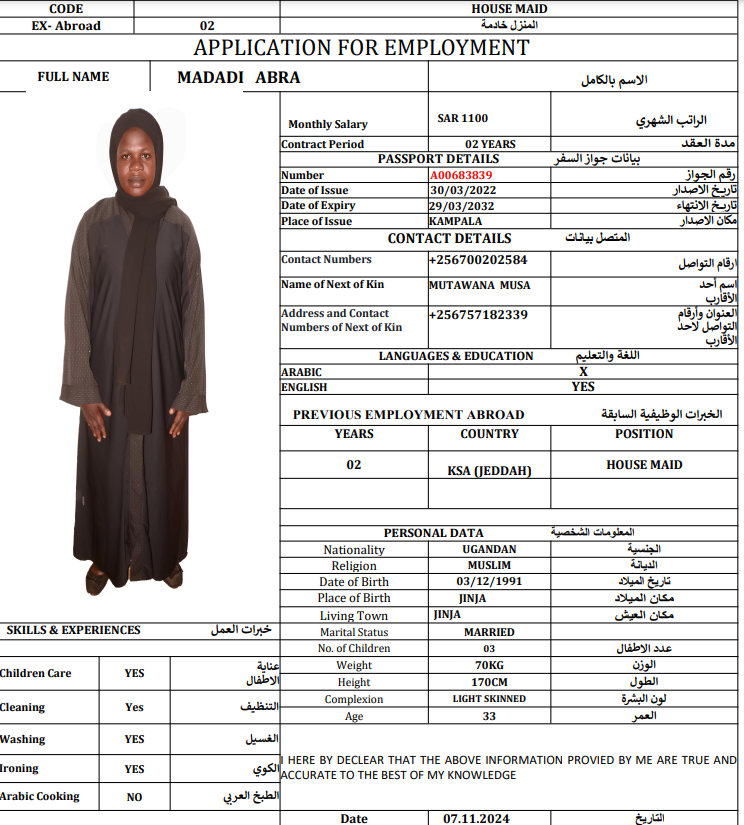 CODE HOUSE MAID
EX- Abroad 02 المنزل خادمة
APPLICATION FOR EMPLOYMENT
FULL NAME MADADI ABRA الاسم بالكامل
Monthly Salary SAR 1100 الراتب الشهري
Contract Period 02 YEARS مدة العقد
PASSPORT DETAILS بيانات جواز السفر
Number A00683839 رقم الجواز
Date of Issue 30/03/2022 تاريخ الاصدار
Date of Expiry 29/03/2032 تاريخ الانتهاء
Place of Issue KAMPALA مكان الاصدار
CONTACT DETAILS المتصل بيانات
Contact Numbers +256700202584 ارقام التواصل
Name of Next of Kin MUTAWANA MUSA اسم أحد
الأقارب
Address and Contact +256757182339 العنوان وأرقام
Numbers of Next of Kin التواصل لاحد
الأقارب
LANGUAGES & EDUCATION اللغة والتعليم
ARABIC X
ENGLISH YES
PREVIOUS EMPLOYMENT ABROAD الخبرات الوظيفية السابقة
YEARS COUNTRY POSITION
02 KSA (JEDDAH) HOUSE MAID
PERSONAL DATA المعلومات الشخصية
Nationality UGANDAN الجنسية
Religion MUSLIM الديانة
Date of Birth 03/12/1991 تاريخ الميلاد
Place of Birth JINJA مكان الميلاد
Living Town JINJA مكان العيش
Marital Status MARRIED
No. of Children 03 عدد الاطفال
Weight 70KG الوزن
Height 170CM الطول
Complexion LIGHT SKINNED لون البشرة
Age 33 العمر
SKILLS & EXPERIENCES خبرات العمل
Children Care YES عناية
الاطفال
Cleaning Yes التنظيف
Washing YES الغسيل
Ironing YES الكوي
Arabic Cooking NO الطبخ العربي
I HERE BY DECLEAR THAT THE ABOVE INFORMATION PROVIED BY ME ARE TRUE AND
ACCURATE TO THE BEST OF MY KNOWLEDGE
Date 07.11.2024 التاريخ